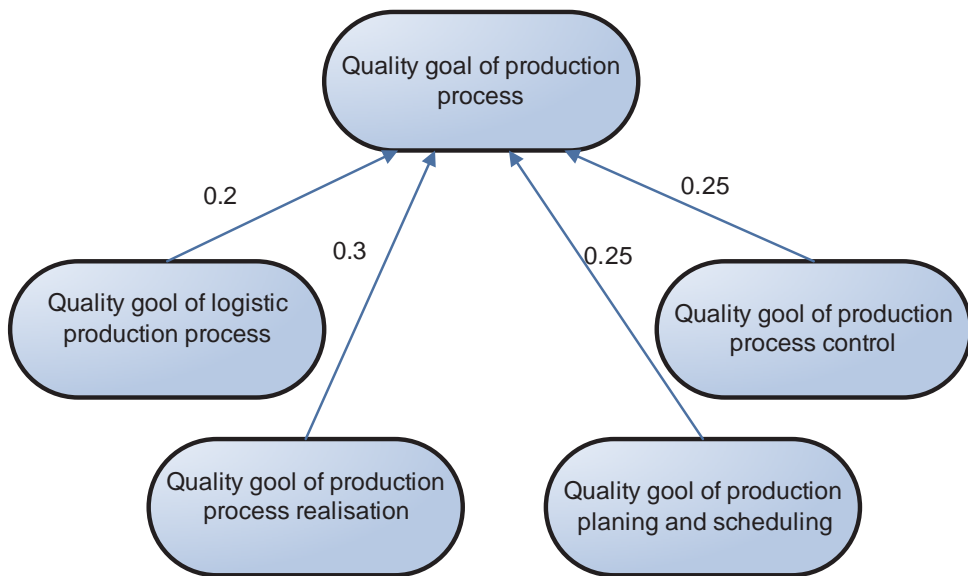 Quality goal of production
process
0.2
0.25
0.3
0.25
Quality gool of logistic
production process
Quality gool of production
process control
Quality gool of production
process realisation
Quality gool of production
planing and scheduling